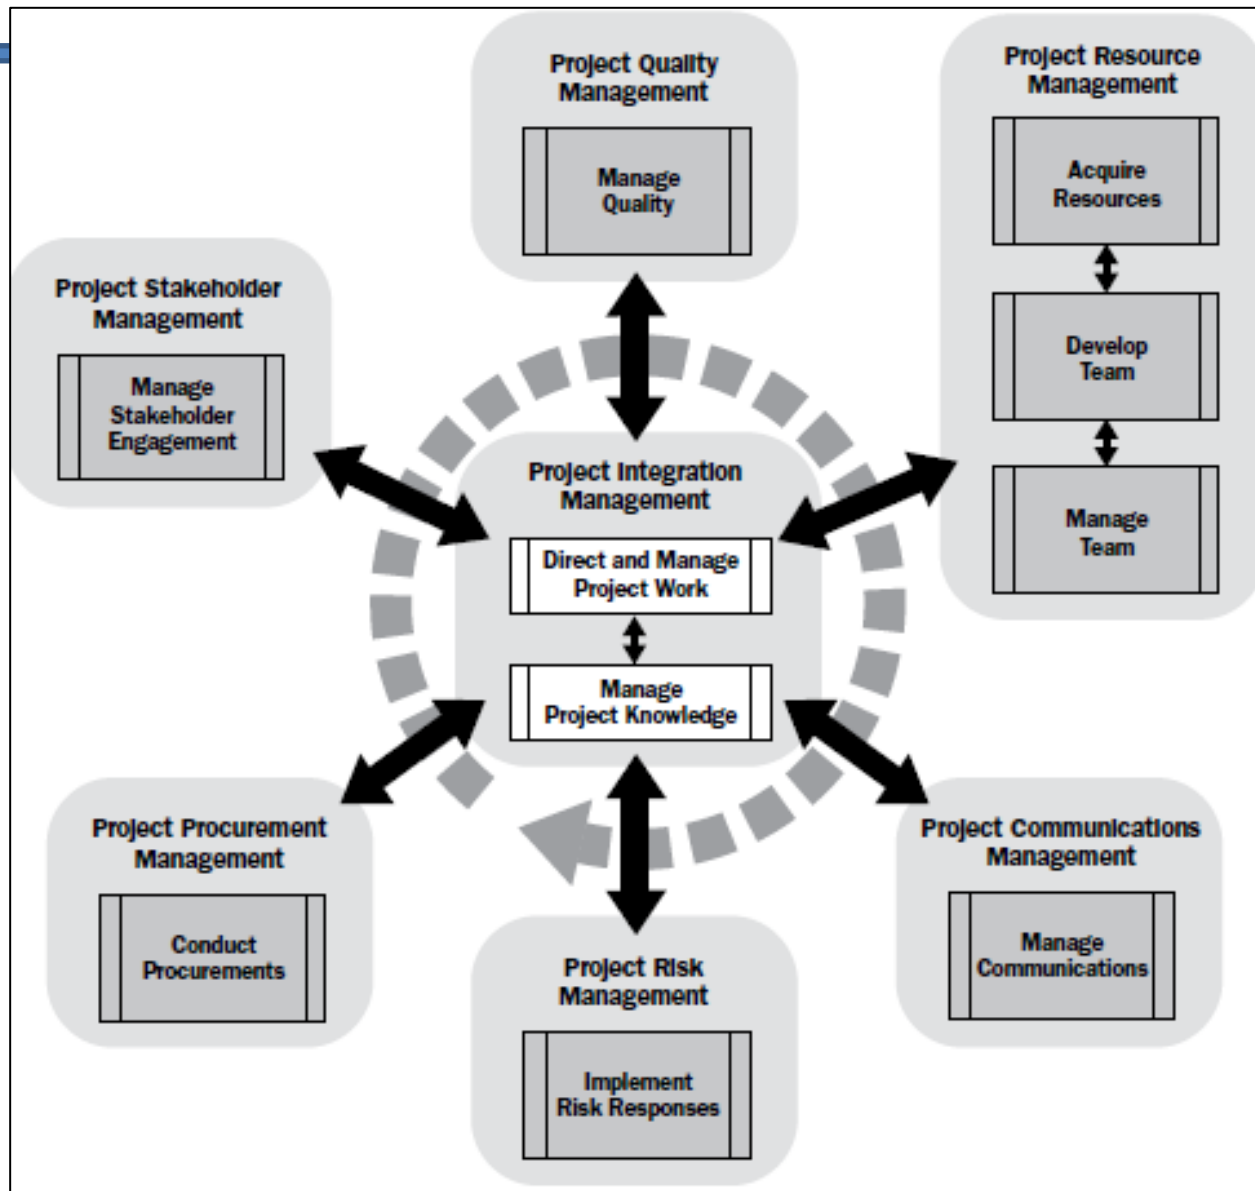 Project Quality
Management
Manage
Quality
Project Resource
Management
Acquire
Resources
Develop
Team
Manage
Team
Project Stakeholder
Management
Manage
Stakeholder
Engagement
Project Integration
Management
Direct and Manage
Project Work
Manage
Project Knowledge
Project Procurement
Management
Conduct
Procurements
Project Risk
Management
Implement
Risk Responses
Project Communications
Management
Manage
Communications